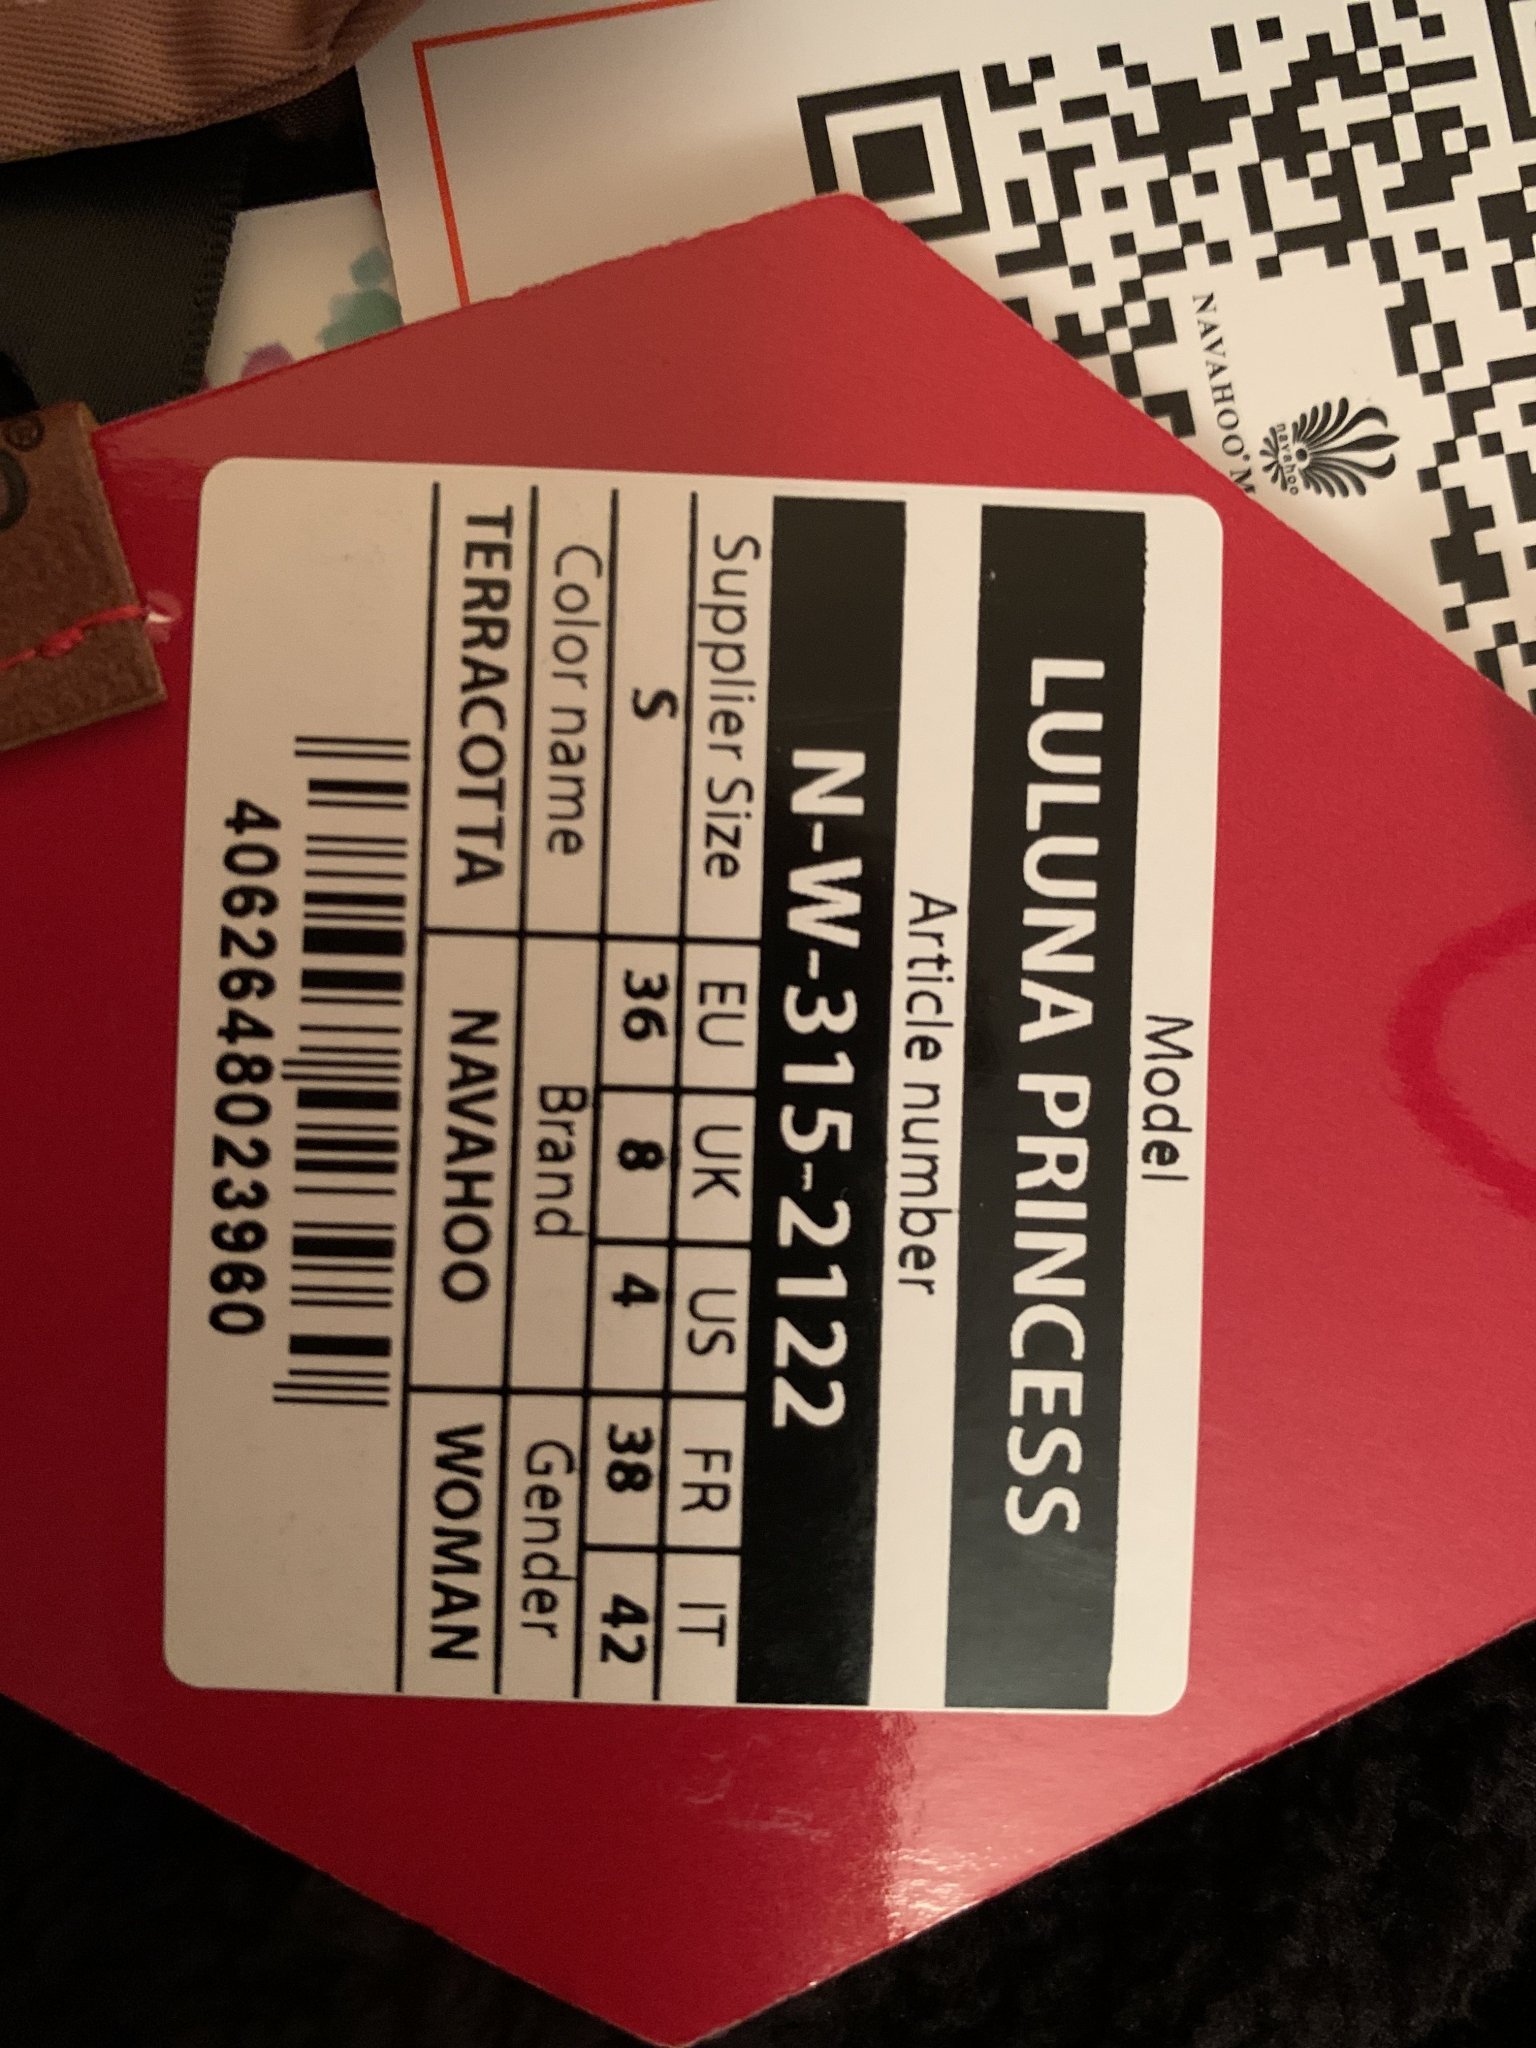 Model
LULUNA PRINCESS
Article number
N-W-315-2122
Supplier Size EU UK US FR IT
S 36 8 4 38 42
Color name Brand Gender
TERRACOTTA NAVAHOO WOMAN
4062648023960
navahoo
NAVAHOO® M